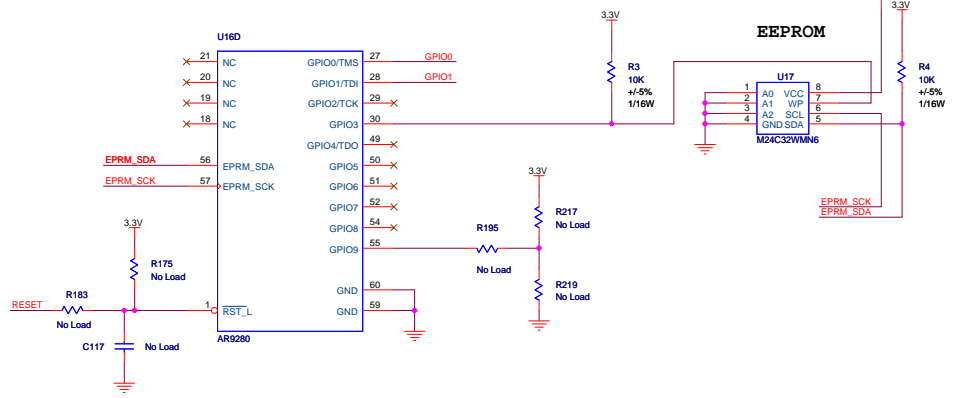 3.3V
3.3V
EEPROM
U16D
21
NC
20
NC
19
NC
18
NC
EPRM_SDA
56
EPRM_SDA
EPRM_SCK
57
EPRM_SCK
27
GPIO0/TMS
GPIO0
28
GPIO1/TDI
GPIO1
29
GPIO2/TCK
30
GPIO3
49
GPIO4/TDO
50
GPIO5
51
GPIO6
52
GPIO7
54
GPIO8
55
GPIO9
60
GND
59
GND
1
RST_L
AR9280
R3
10K
+/-5%
1/16W
R4
10K
+/-5%
1/16W
U17
1
A0
VCC
8
2
A1
WP
7
3
A2
SCL
6
4
GND
SDA
5
M24C32WMN6
EPRM_SCK
EPRM_SDA
3.3V
R217
No Load
R195
No Load
R219
No Load
3.3V
R175
No Load
RESET
R183
No Load
C117
No Load